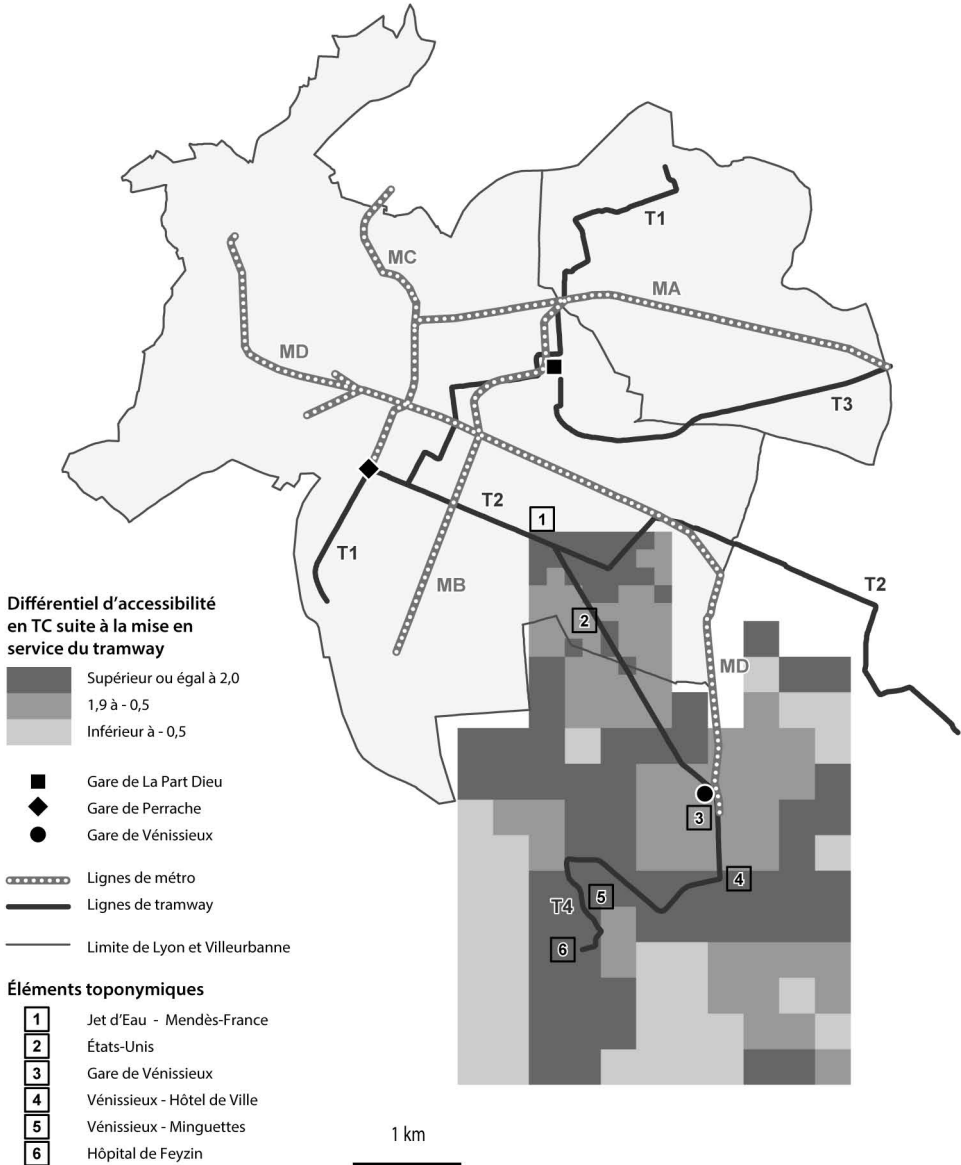 T1
MC
MA
MD
T3
T2
1
T1
MB
T2
2
MD
3
4
5
T4
6
Différentiel d'accessibilité
en TC suite à la mise en
service du tramway
Supérieur ou égal à 2,0
1,9 à - 0,5
Inférieur à - 0,5
Gare de La Part Dieu
Gare de Perrache
Gare de Vénissieux
Lignes de métro
Lignes de tramway
Limite de Lyon et Villeurbanne
Éléments toponymiques
1 Jet d'Eau - Mendès-France
2 États-Unis
3 Gare de Vénissieux
4 Vénissieux - Hôtel de Ville
5 Vénissieux - Minguettes
6 Hôpital de Feyzin
1 km